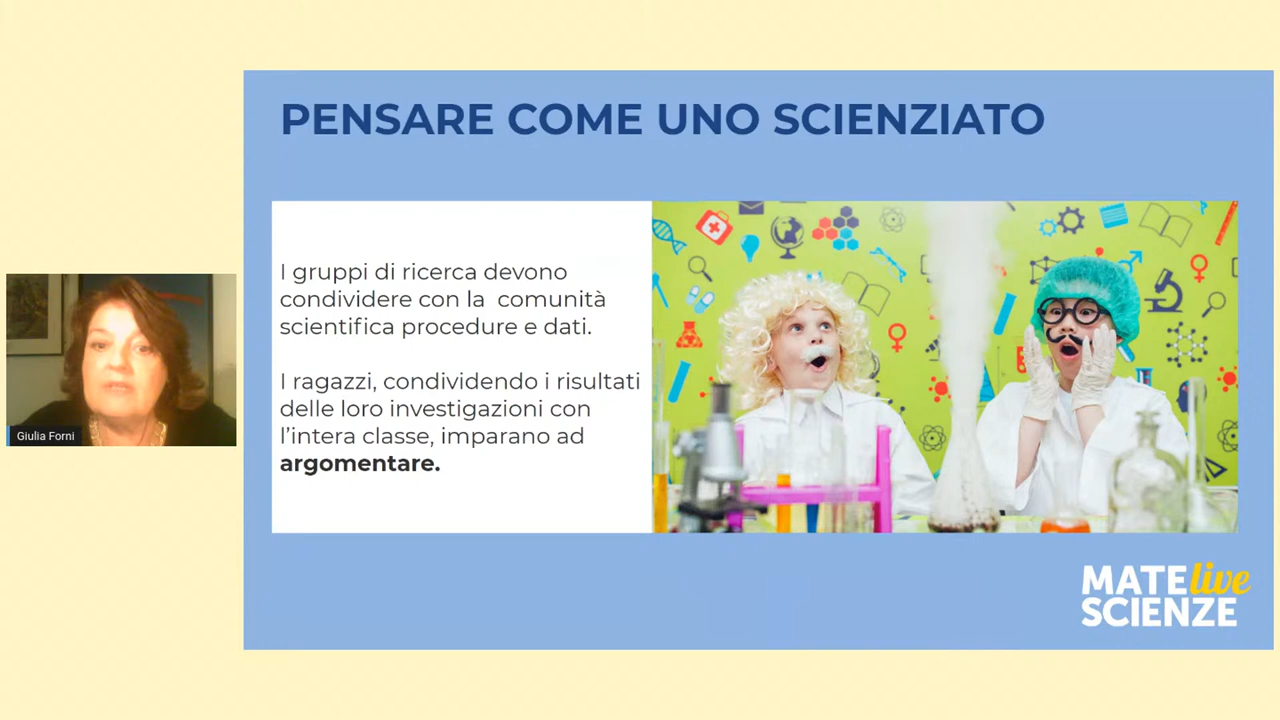 PENSARE COME UNO SCIENZIATO
I gruppi di ricerca devono
condividere con la comunità
scientifica procedure e dati.
I ragazzi, condividendo i risultati
delle loro investigazioni con
l'intera classe, imparano ad
argomentare.
Giulia Forni
MATE live
SCIENZE